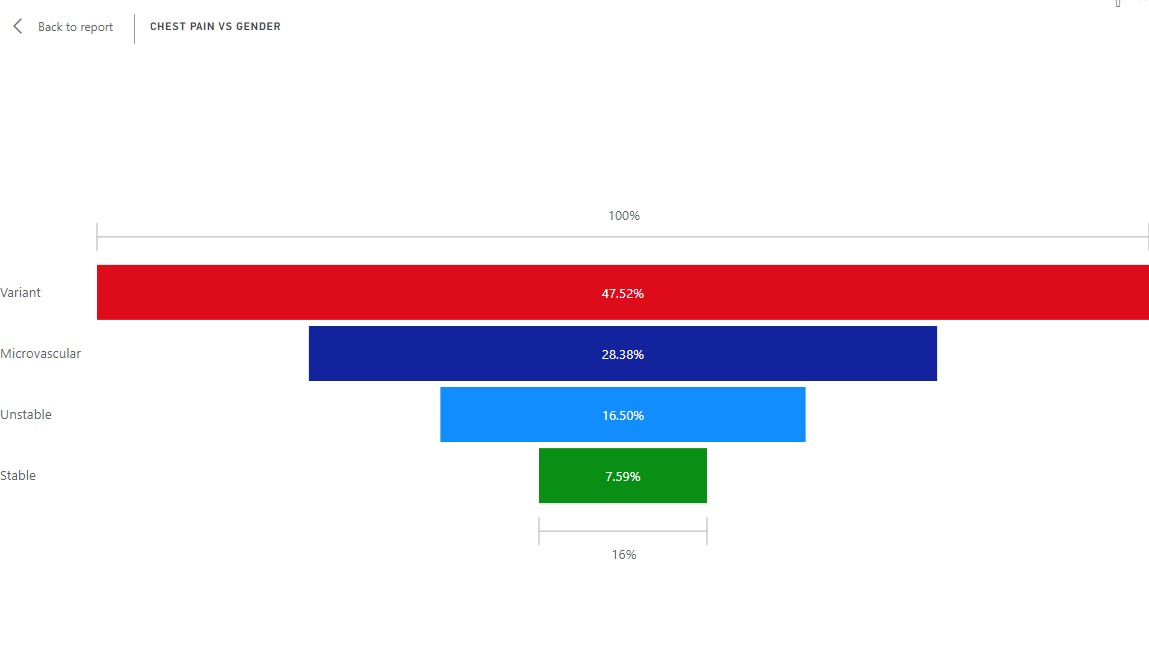 Back to report
CHEST PAIN VS GENDER
100%
Variant 47.52%
Microvascular 28.38%
Unstable 16.50%
Stable 7.59%
16%